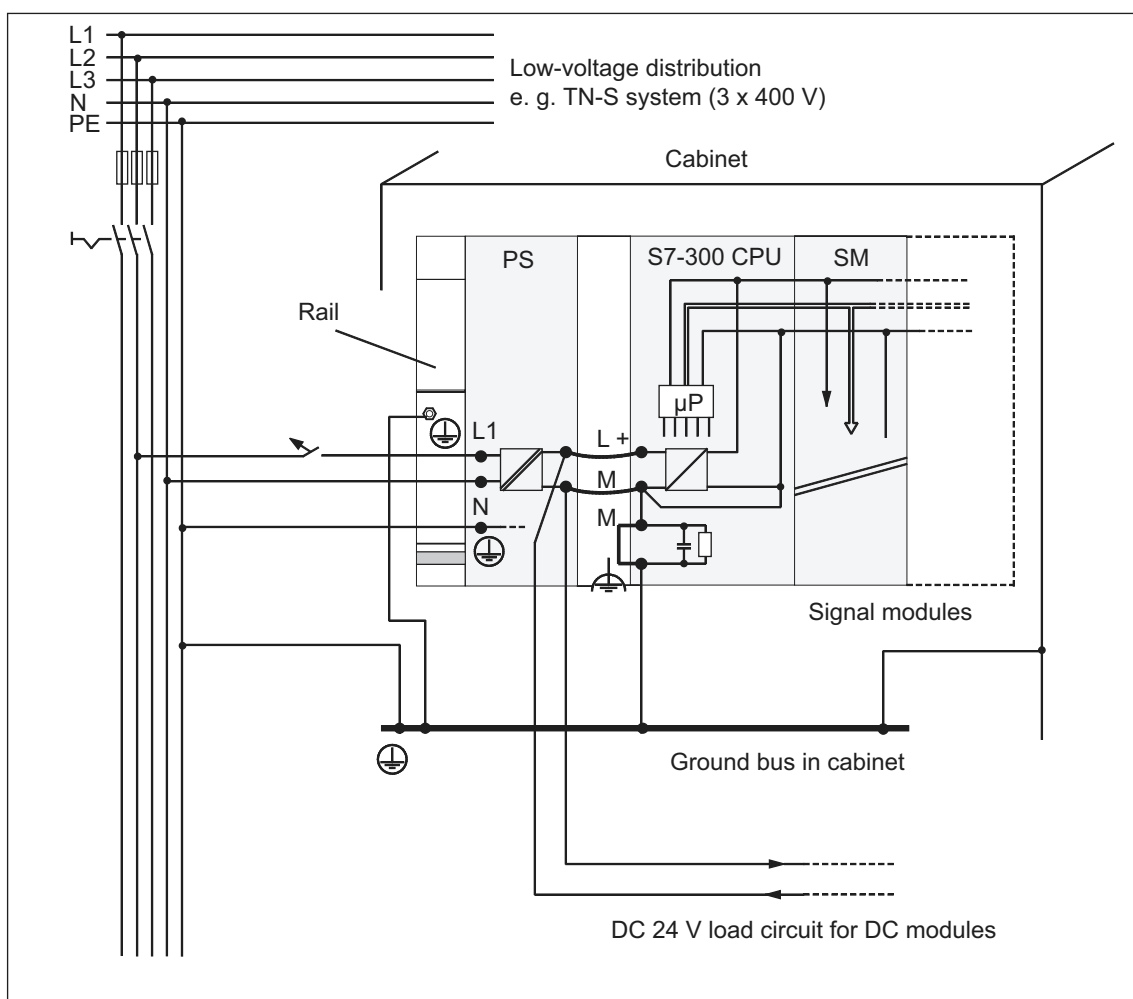 L1
L2
L3
N
PE
Low-voltage distribution
e. g. TN-S system (3 x 400 V)
Cabinet
PS
S7-300 CPU
SM
Rail
µP
L1
L +
M
N
M
Signal modules
Ground bus in cabinet
DC 24 V load circuit for DC modules